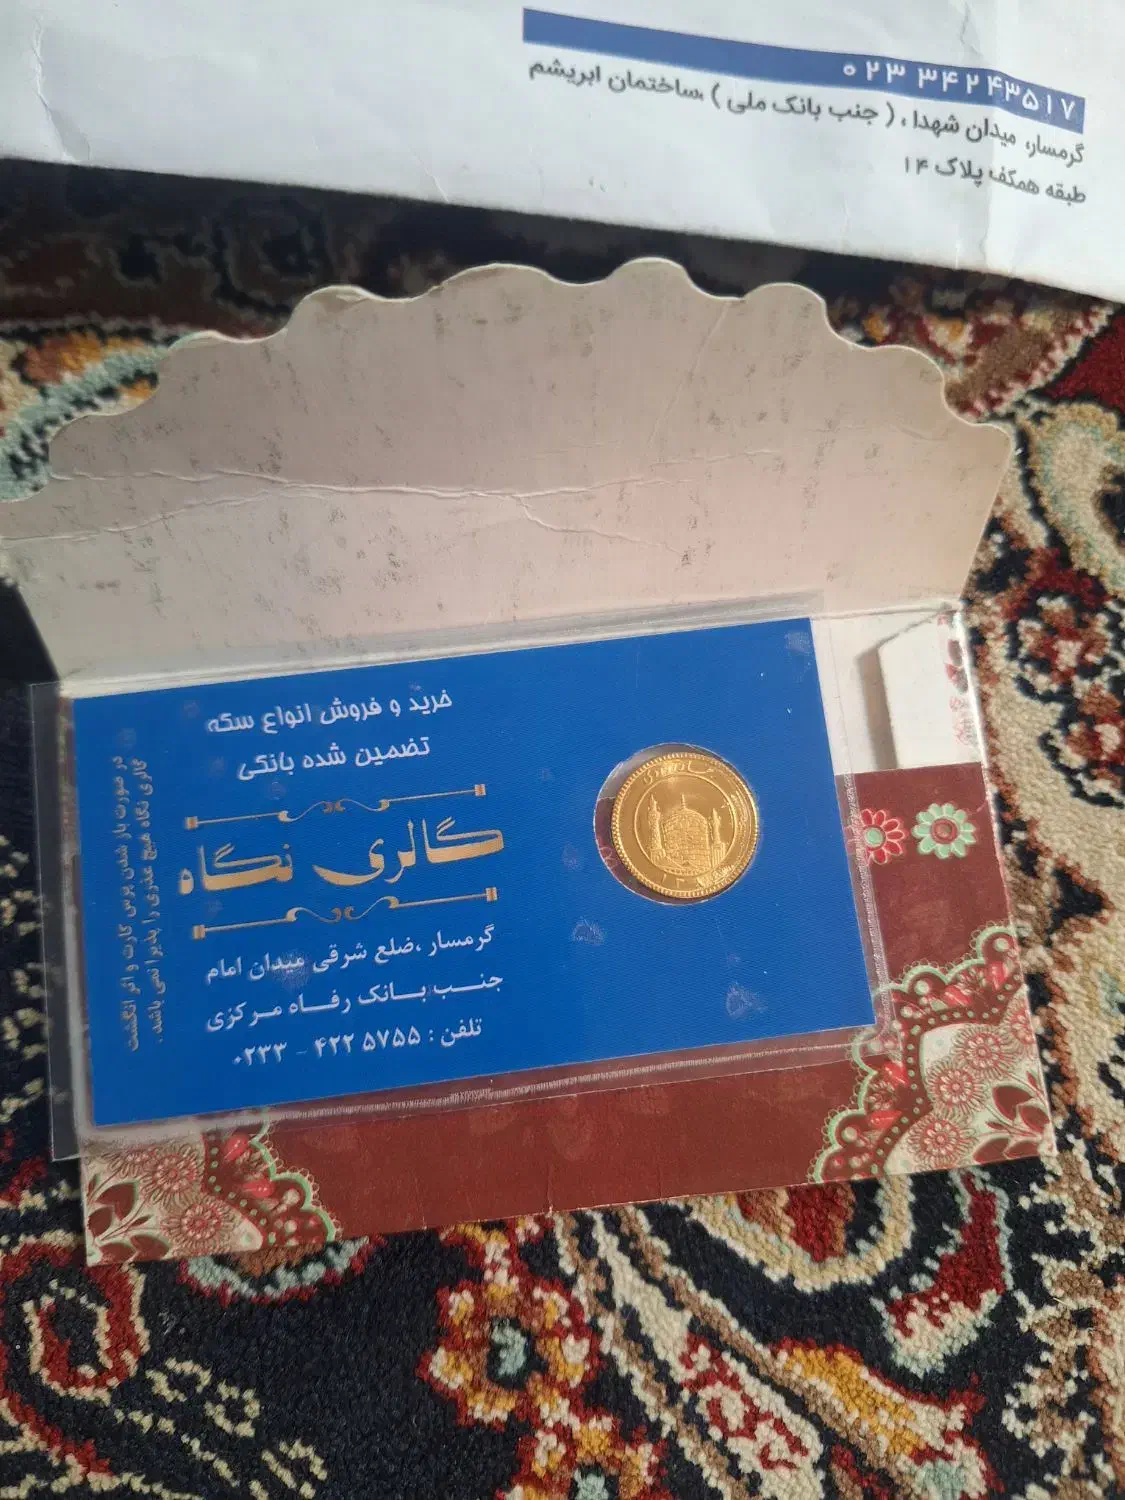 ۰۲۳ ۳۴۲۴۳۵۱۷
گرمسار، میدان شهدا ، ( جنب بانک ملی ) ،ساختمان ابریشم
طبقه همکف پلاک ۱۴
خرید و فروش انواع سکه
تضمین شده بانکی
گالری نگاه
گرمسار ،ضلع شرقی میدان امام
جنب بانک رفاه مرکزی
تلفن : ۴۲۲۵۷۵۵ - ۰۲۳۳
در صورت باز شدن پرس کارت و اثر انگشت
گالری نگاه هیچ عذری را پذیرا نمی باشد.